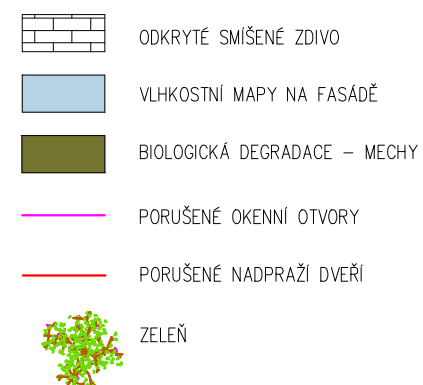 ODKRYTÉ SMÍŠENÉ ZDIVO
VLHKOSTNÍ MAPY NA FASÁDĚ
BIOLOGICKÁ DEGRADACE – MECHY
PORUŠENÉ OKENNÍ OTVORY
PORUŠENÉ NADPRAŽÍ DVEŘÍ
ZELEŇ